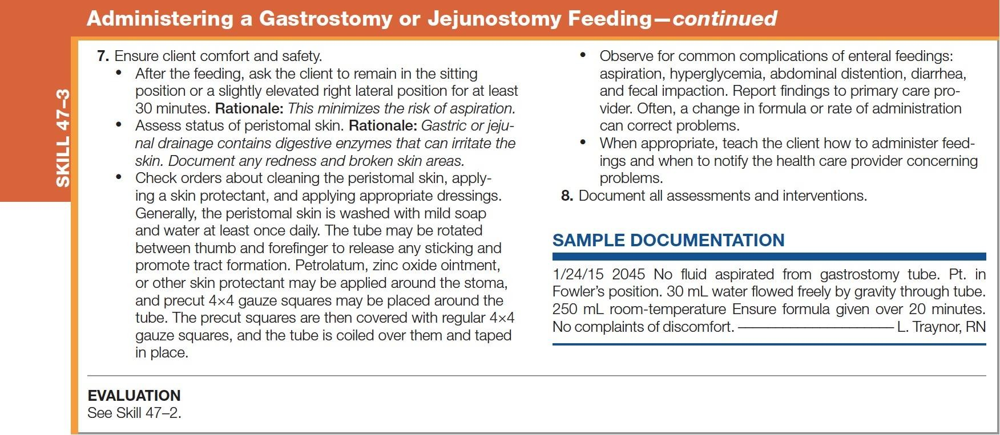 Administering a Gastrostomy or Jejunostomy Feeding—continued
SKILL 47–3
7. Ensure client comfort and safety.
• After the feeding, ask the client to remain in the sitting
position or a slightly elevated right lateral position for at least
30 minutes. Rationale: This minimizes the risk of aspiration.
• Assess status of peristomal skin. Rationale: Gastric or jeju-
nal drainage contains digestive enzymes that can irritate the
skin. Document any redness and broken skin areas.
• Check orders about cleaning the peristomal skin, apply-
ing a skin protectant, and applying appropriate dressings.
Generally, the peristomal skin is washed with mild soap
and water at least once daily. The tube may be rotated
between thumb and forefinger to release any sticking and
promote tract formation. Petrolatum, zinc oxide ointment,
or other skin protectant may be applied around the stoma,
and precut 4×4 gauze squares may be placed around the
tube. The precut squares are then covered with regular 4×4
gauze squares, and the tube is coiled over them and taped
in place.
• Observe for common complications of enteral feedings:
aspiration, hyperglycemia, abdominal distention, diarrhea,
and fecal impaction. Report findings to primary care pro-
vider. Often, a change in formula or rate of administration
can correct problems.
• When appropriate, teach the client how to administer feed-
ings and when to notify the health care provider concerning
problems.
8. Document all assessments and interventions.
SAMPLE DOCUMENTATION
1/24/15 2045 No fluid aspirated from gastrostomy tube. Pt. in
Fowler's position. 30 mL water flowed freely by gravity through tube.
250 mL room-temperature Ensure formula given over 20 minutes.
No complaints of discomfort. ———————————— L. Traynor, RN
EVALUATION
See Skill 47–2.